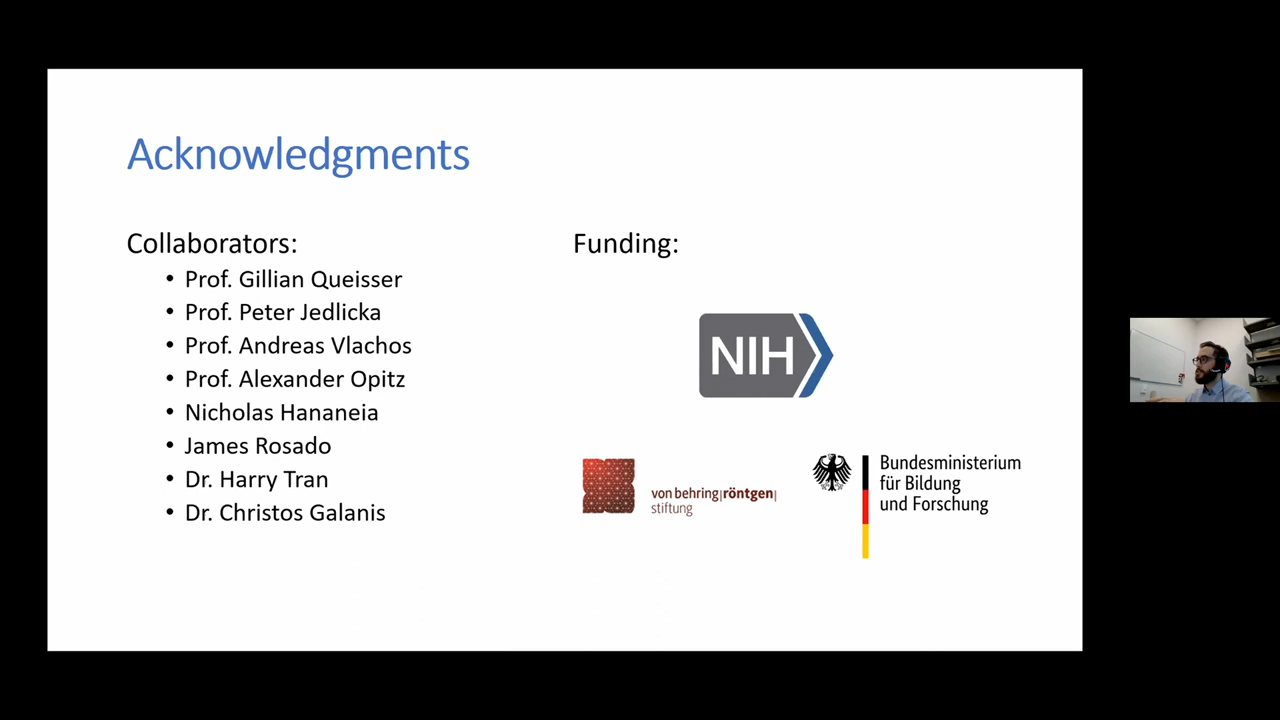 Acknowledgments
Collaborators:
• Prof. Gillian Queisser
• Prof. Peter Jedlicka
• Prof. Andreas Vlachos
• Prof. Alexander Opitz
• Nicholas Hananeia
• James Rosado
• Dr. Harry Tran
• Dr. Christos Galanis
Funding:
NIH
von behring|röntgen|
stiftung
Bundesministerium
für Bildung
und Forschung